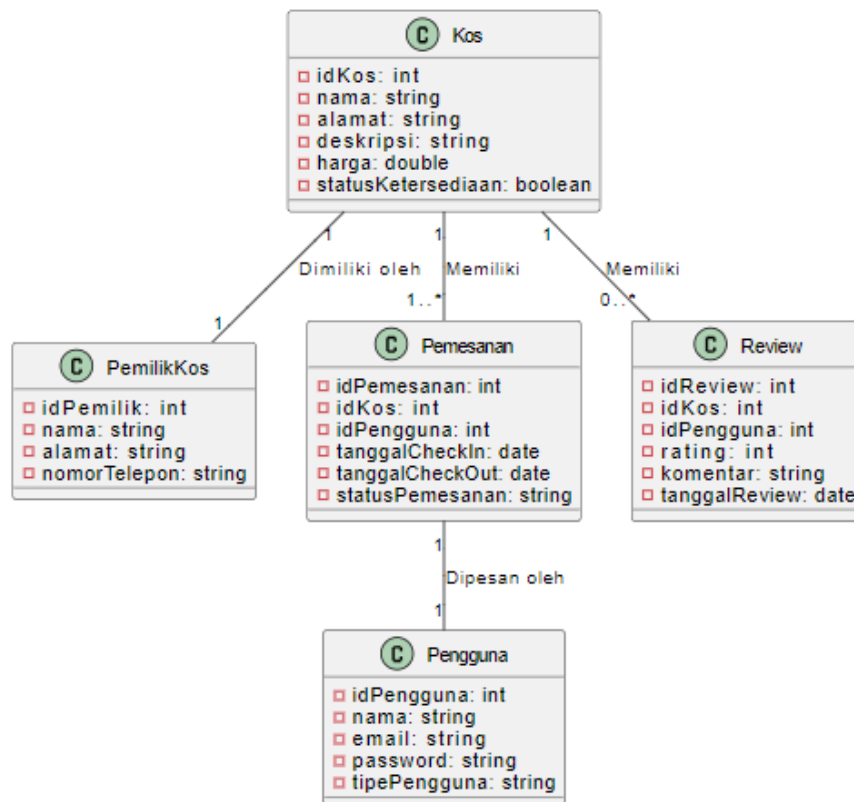 C Kos
idKos: int
nama: string
alamat: string
deskripsi: string
harga: double
statusKetersediaan: boolean
1 1 1
Dimiliki oleh Memiliki Memiliki
1 1..* 0..*
C PemilikKos
idPemilik: int
nama: string
alamat: string
nomorTelepon: string
C Pemesanan
idPemesanan: int
idKos: int
idPengguna: int
tanggalCheckIn: date
tanggalCheckOut: date
statusPemesanan: string
C Review
idReview: int
idKos: int
idPengguna: int
rating: int
komentar: string
tanggalReview: date
1
Dipesan oleh
1
C Pengguna
idPengguna: int
nama: string
email: string
password: string
tipePengguna: string